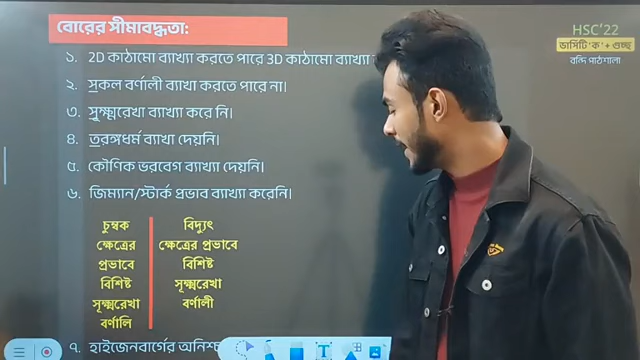 বোরের সীমাবদ্ধতা:
HSC'22
ভার্সিটি 'ক' + গুচ্ছ
বন্দি পাঠশালা
১. 2D কাঠামো ব্যাখ্যা করতে পারে 3D কাঠামো ব্যাখ্যা
২. সকল বর্ণালী ব্যাখা করতে পারে না।
৩. সুক্ষ্মরেখা ব্যাখ্যা করে নি।
৪. তরঙ্গধর্ম ব্যাখা দেয়নি।
৫. কৌণিক ভরবেগ ব্যাখ্যা দেয়নি।
৬. জিম্যান/স্টার্ক প্রভাব ব্যাখ্যা করেনি।
চুম্বক
ক্ষেত্রের
প্রভাবে
বিশিষ্ট
সূক্ষ্মরেখা
বর্ণালি
বিদ্যুৎ
ক্ষেত্রের প্রভাবে
বিশিষ্ট
সূক্ষ্মরেখা
বর্ণালী
৭. হাইজেনবার্গের